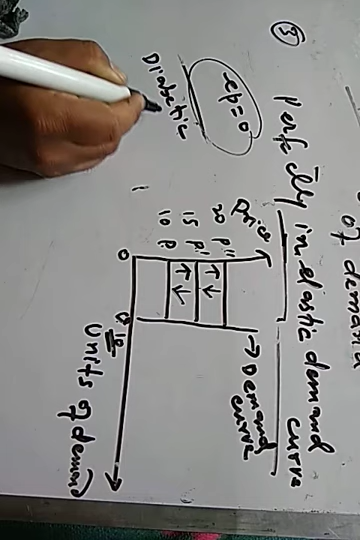 of demand
③ Perfectly inelastic demand curve
ep=0
Diabetic
Price
→ Demand curve
20 P''
15 P'
10 P
O Q
10
Units of demand